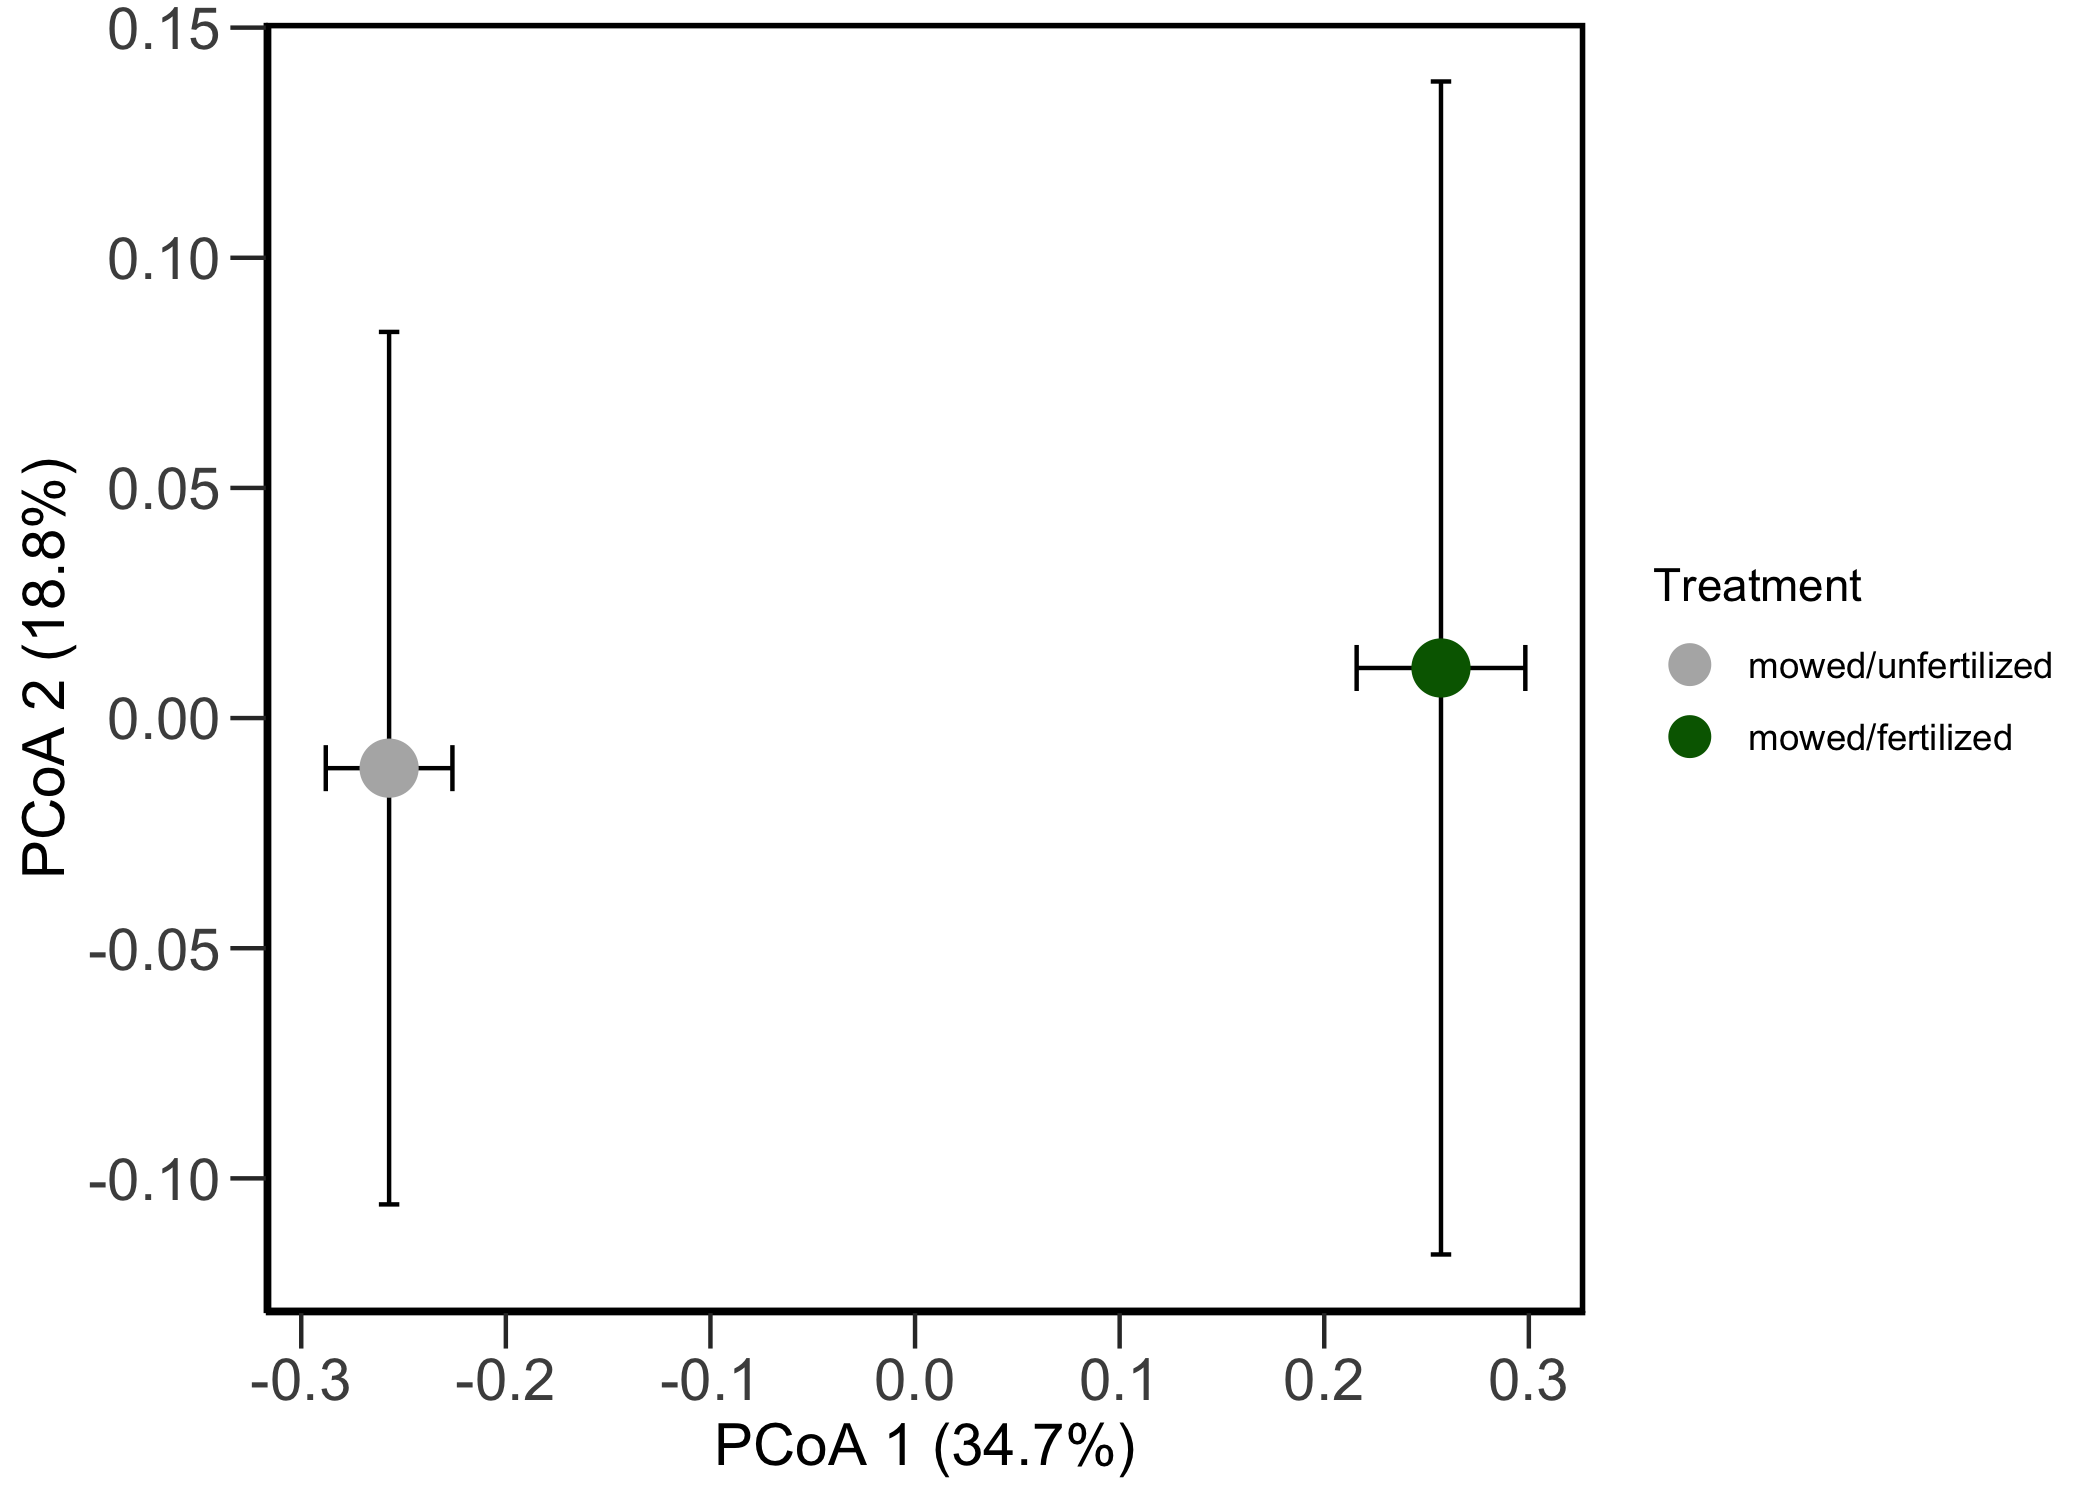 0.15
0.10
0.05
0.00
-0.05
-0.10
PCoA 2 (18.8%)
-0.3 -0.2 -0.1 0.0 0.1 0.2 0.3
PCoA 1 (34.7%)
Treatment
mowed/unfertilized
mowed/fertilized